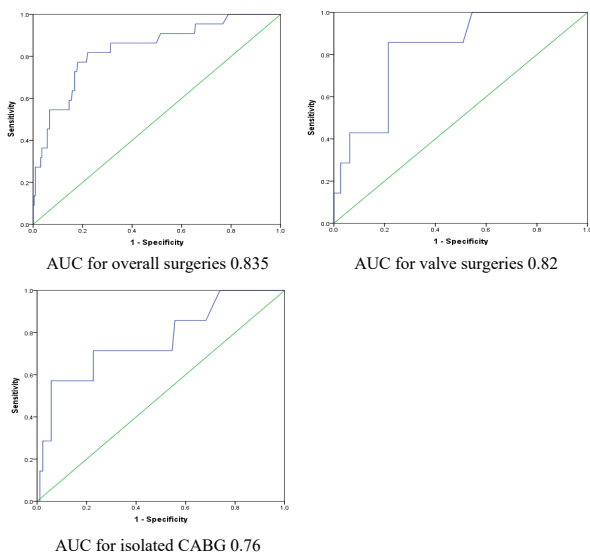 1.0
0.8
0.6
0.4
0.2
0.0
Sensitivity
0.0 0.2 0.4 0.6 0.8 1.0
1 - Specificity
AUC for overall surgeries 0.835
1.0
0.8
0.6
0.4
0.2
0.0
Sensitivity
0.0 0.2 0.4 0.6 0.8 1.0
1 - Specificity
AUC for valve surgeries 0.82
1.0
0.8
0.6
0.4
0.2
0.0
Sensitivity
0.0 0.2 0.4 0.6 0.8 1.0
1 - Specificity
AUC for isolated CABG 0.76